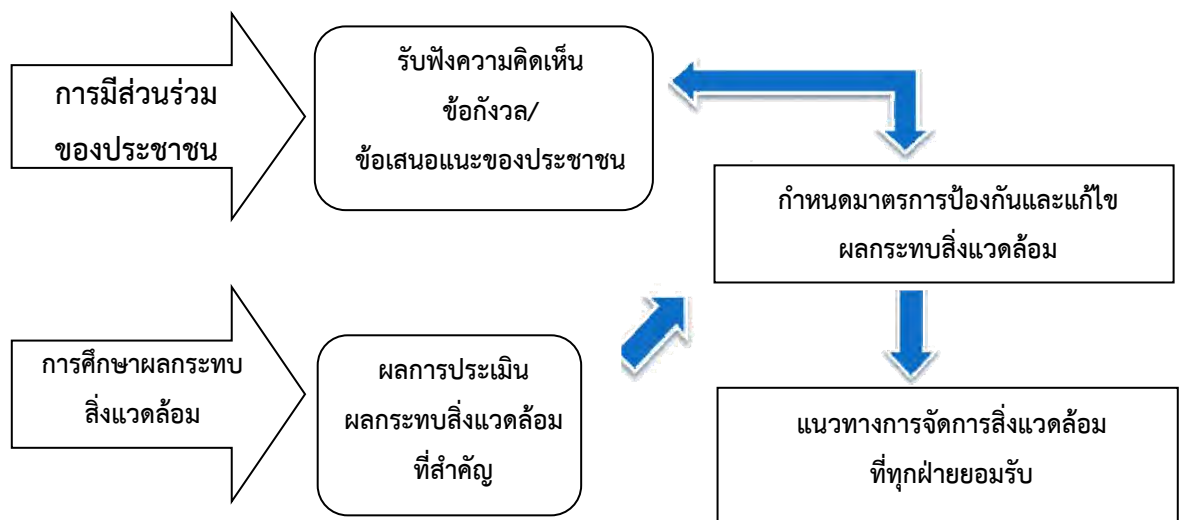 การมีส่วนร่วม
ของประชาชน
รับฟังความคิดเห็น
ข้อกังวล/
ข้อเสนอแนะของประชาชน
กำหนดมาตรการป้องกันและแก้ไข
ผลกระทบสิ่งแวดล้อม
การศึกษาผลกระทบ
สิ่งแวดล้อม
ผลการประเมิน
ผลกระทบสิ่งแวดล้อม
ที่สำคัญ
แนวทางการจัดการสิ่งแวดล้อม
ที่ทุกฝ่ายยอมรับ